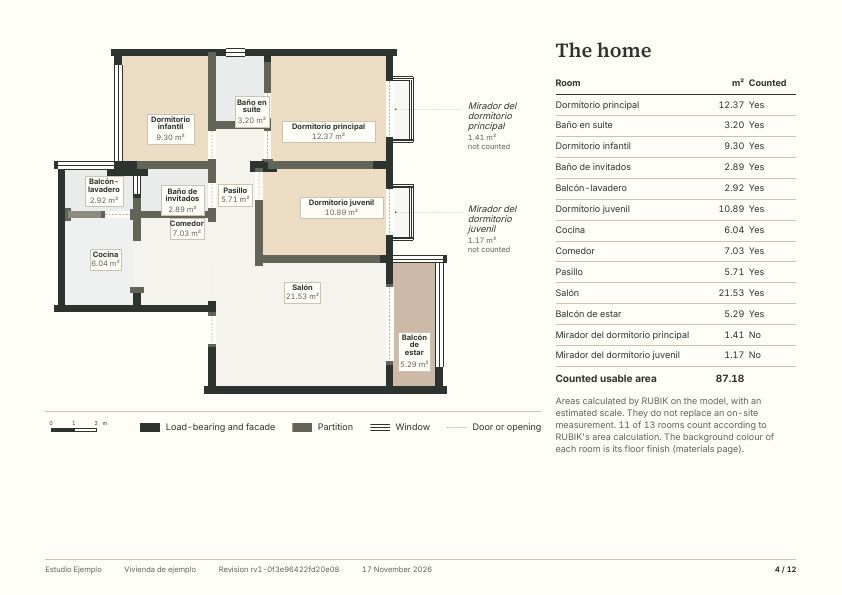 The home
Room m² Counted
Dormitorio principal 12.37 Yes
Baño en suite 3.20 Yes
Dormitorio infantil 9.30 Yes
Baño de invitados 2.89 Yes
Balcón-lavadero 2.92 Yes
Dormitorio juvenil 10.89 Yes
Cocina 6.04 Yes
Comedor 7.03 Yes
Pasillo 5.71 Yes
Salón 21.53 Yes
Balcón de estar 5.29 Yes
Mirador del dormitorio principal 1.41 No
Mirador del dormitorio juvenil 1.17 No
Counted usable area 87.18
Areas calculated by RUBIK on the model, with an
estimated scale. They do not replace an on-site
measurement. 11 of 13 rooms count according to
RUBIK's area calculation. The background colour of
each room is its floor finish (materials page).
Dormitorio
infantil
9.30 m²
Baño en
suite
3.20 m²
Dormitorio principal
12.37 m²
Mirador del
dormitorio
principal
1.41 m²
not counted
Balcón-
lavadero
2.92 m²
Baño de
invitados
2.89 m²
Pasillo
5.71 m²
Dormitorio juvenil
10.89 m²
Mirador del
dormitorio
juvenil
1.17 m²
not counted
Comedor
7.03 m²
Cocina
6.04 m²
Salón
21.53 m²
Balcón
de
estar
5.29 m²
0 1 2 m
Load-bearing and facade
Partition
Window
Door or opening
Estudio Ejemplo
Vivienda de ejemplo
Revision rv1-0f3e96422fd20e08
17 November 2026
4 / 12